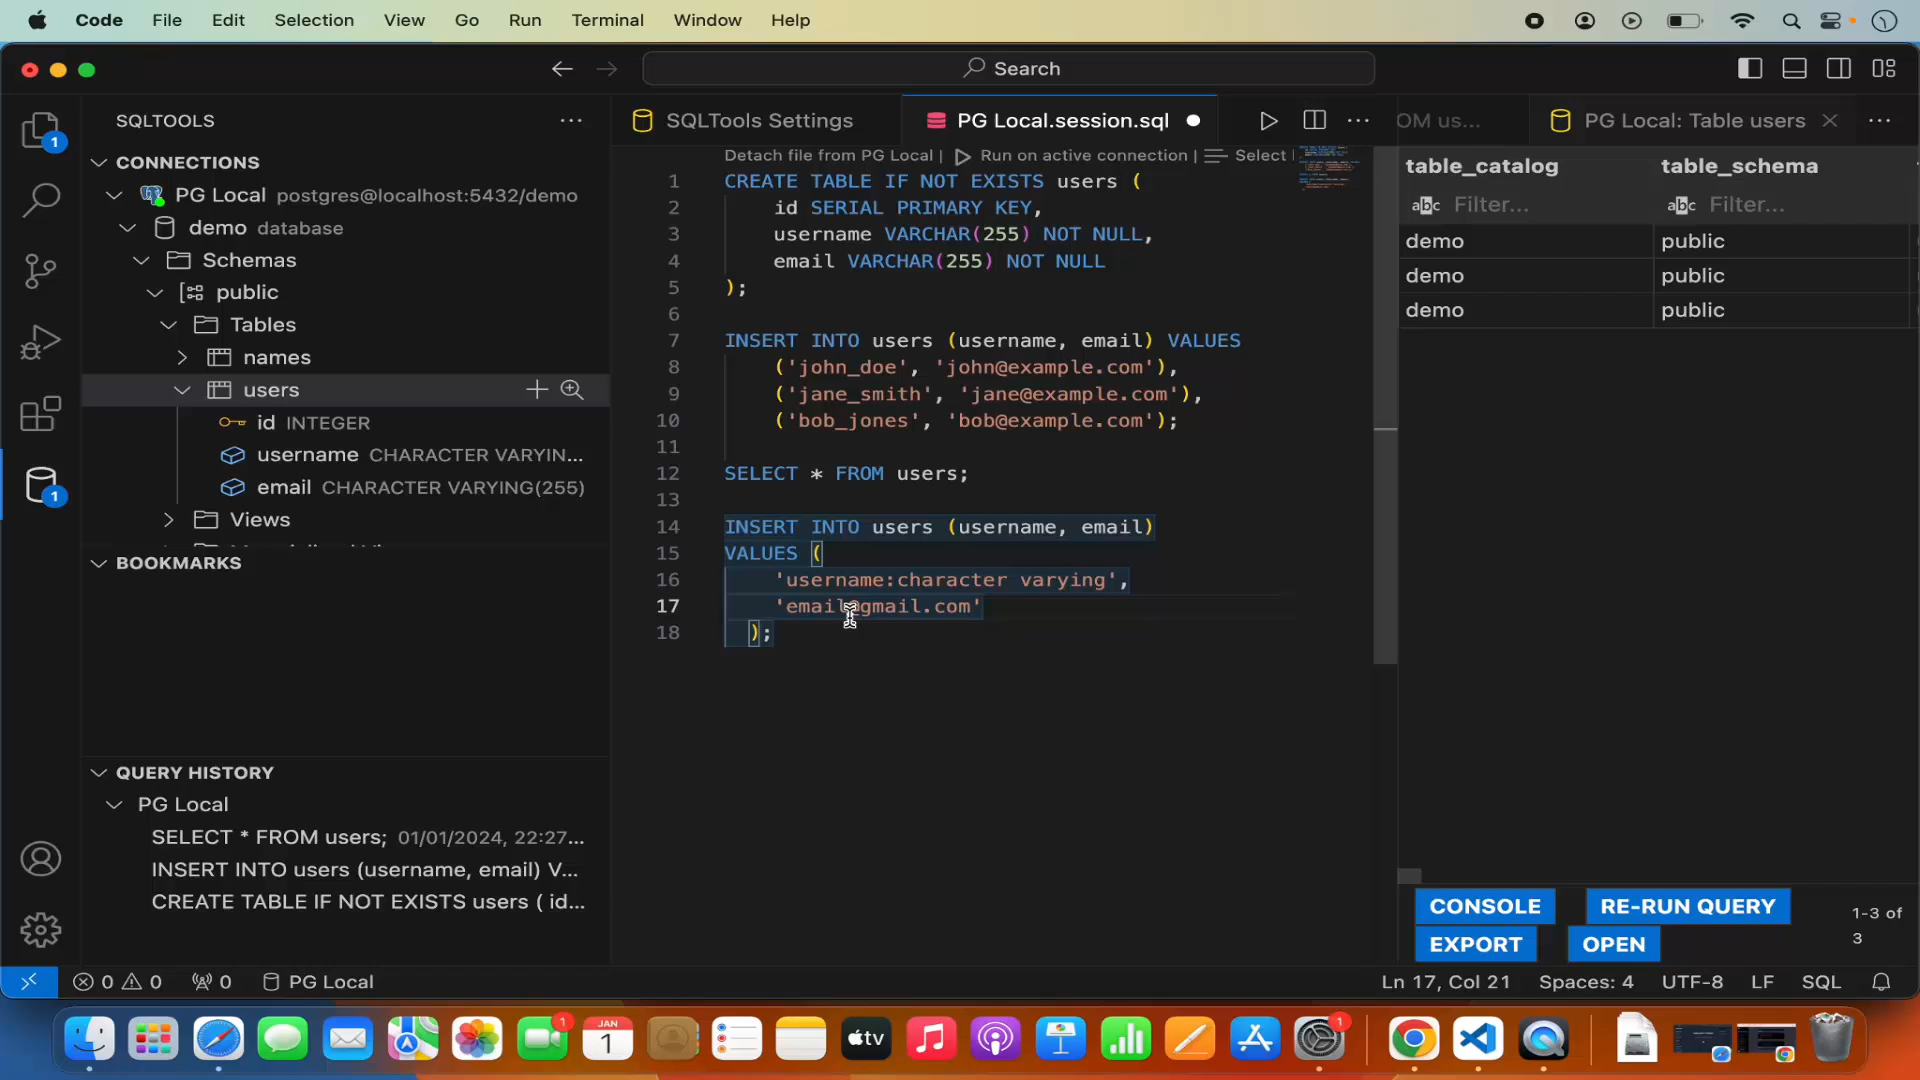 Code File Edit Selection View Go Run Terminal Window Help
Search
SQLTOOLS
CONNECTIONS
PG Local postgres@localhost:5432/demo
demo database
Schemas
public
Tables
names
users
id INTEGER
username CHARACTER VARYIN...
email CHARACTER VARYING(255)
Views
BOOKMARKS
QUERY HISTORY
PG Local
SELECT * FROM users; 01/01/2024, 22:27...
INSERT INTO users (username, email) V...
CREATE TABLE IF NOT EXISTS users ( id...
1
1
SQLTools Settings
PG Local.session.sql
Detach file from PG Local | Run on active connection | Select |
1 CREATE TABLE IF NOT EXISTS users (
2 id SERIAL PRIMARY KEY,
3 username VARCHAR(255) NOT NULL,
4 email VARCHAR(255) NOT NULL
5 );
6
7 INSERT INTO users (username, email) VALUES
8 ('john_doe', 'john@example.com'),
9 ('jane_smith', 'jane@example.com'),
10 ('bob_jones', 'bob@example.com');
11
12 SELECT * FROM users;
13
14 INSERT INTO users (username, email)
15 VALUES (
16 'username:character varying',
17 'email@gmail.com'
18 );
OM us...
PG Local: Table users
table_catalog table_schema
abc Filter... abc Filter...
demo public
demo public
demo public
CONSOLE RE-RUN QUERY
EXPORT OPEN
1-3 of
3
0 0 0 PG Local
Ln 17, Col 21 Spaces: 4 UTF-8 LF SQL
1
JAN
1
tv
1